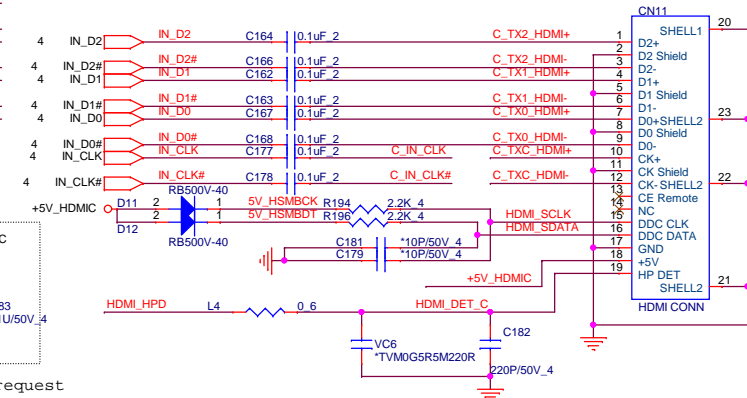 CN11
4 IN_D2 IN_D2 C164 0.1uF_2 C_TX2_HDMI+ 1 D2+ SHELL1 20
2 D2 Shield
4 IN_D2# IN_D2# C166 0.1uF_2 C_TX2_HDMI- 3 D2-
4 IN_D1 IN_D1 C162 0.1uF_2 C_TX1_HDMI+ 4 D1+
5 D1 Shield
4 IN_D1# IN_D1# C163 0.1uF_2 C_TX1_HDMI- 6 D1-
4 IN_D0 IN_D0 C167 0.1uF_2 C_TX0_HDMI+ 7 D0+ SHELL2 23
8 D0 Shield
4 IN_D0# IN_D0# C168 0.1uF_2 C_TX0_HDMI- 9 D0-
4 IN_CLK IN_CLK C177 0.1uF_2 C_IN_CLK C_TXC_HDMI+ 10 CK+
11 CK Shield
4 IN_CLK# IN_CLK# C178 0.1uF_2 C_IN_CLK# C_TXC_HDMI- 12 CK- SHELL2 22
RB500V-40
13 CE Remote
14 NC
+5V_HDMIC D11 2 1 5V_HSMBCK R194 2.2K_4 HDMI_SCLK 15 DDC CLK
D12 2 1 5V_HSMBDT R196 2.2K_4 HDMI_SDATA 16 DDC DATA
RB500V-40
C181 *10P/50V_4 17 GND
C179 *10P/50V_4 18 +5V
+5V_HDMIC 19 HP DET
SHELL2 21
HDMI CONN
C
83
1U/50V_4
HDMI_HPD L4 0_6 HDMI_DET_C
VC6
*TVM0G5R5M220R
C182
220P/50V_4
request